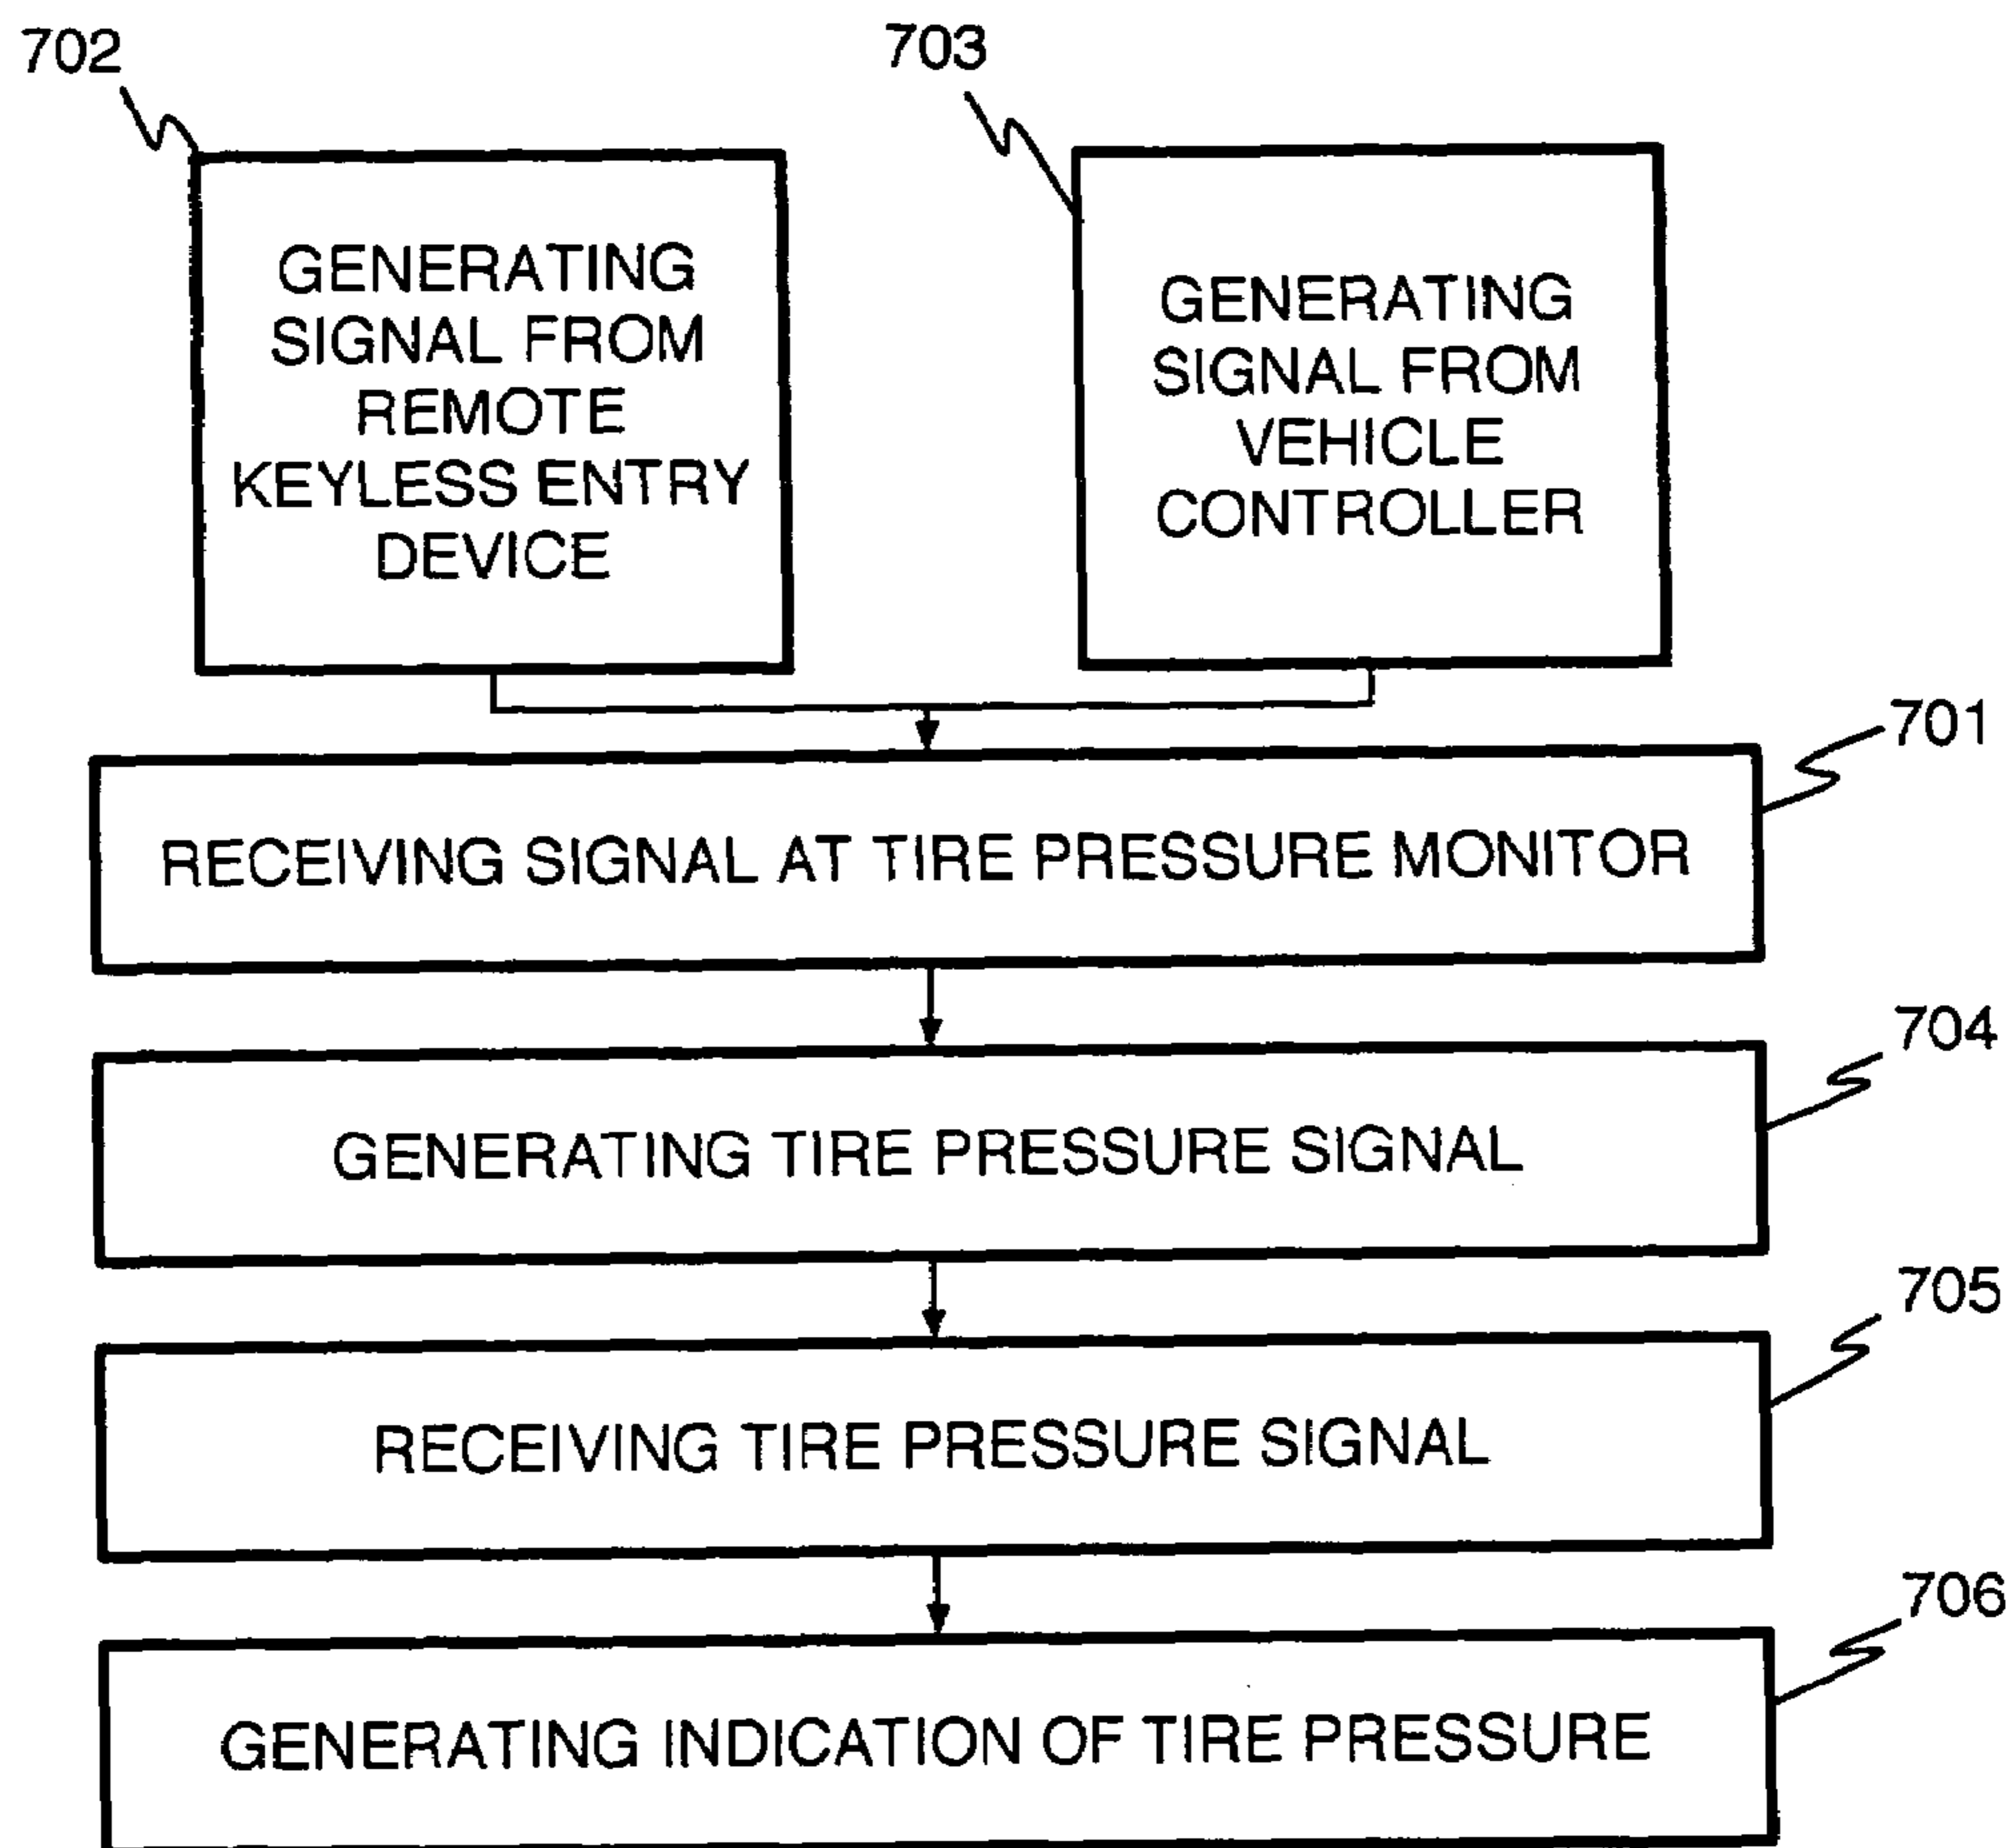 702
703
GENERATING
SIGNAL FROM
REMOTE
KEYLESS ENTRY
DEVICE
GENERATING
SIGNAL FROM
VEHICLE
CONTROLLER
701
RECEIVING SIGNAL AT TIRE PRESSURE MONITOR
704
GENERATING TIRE PRESSURE SIGNAL
705
RECEIVING TIRE PRESSURE SIGNAL
706
GENERATING INDICATION OF TIRE PRESSURE